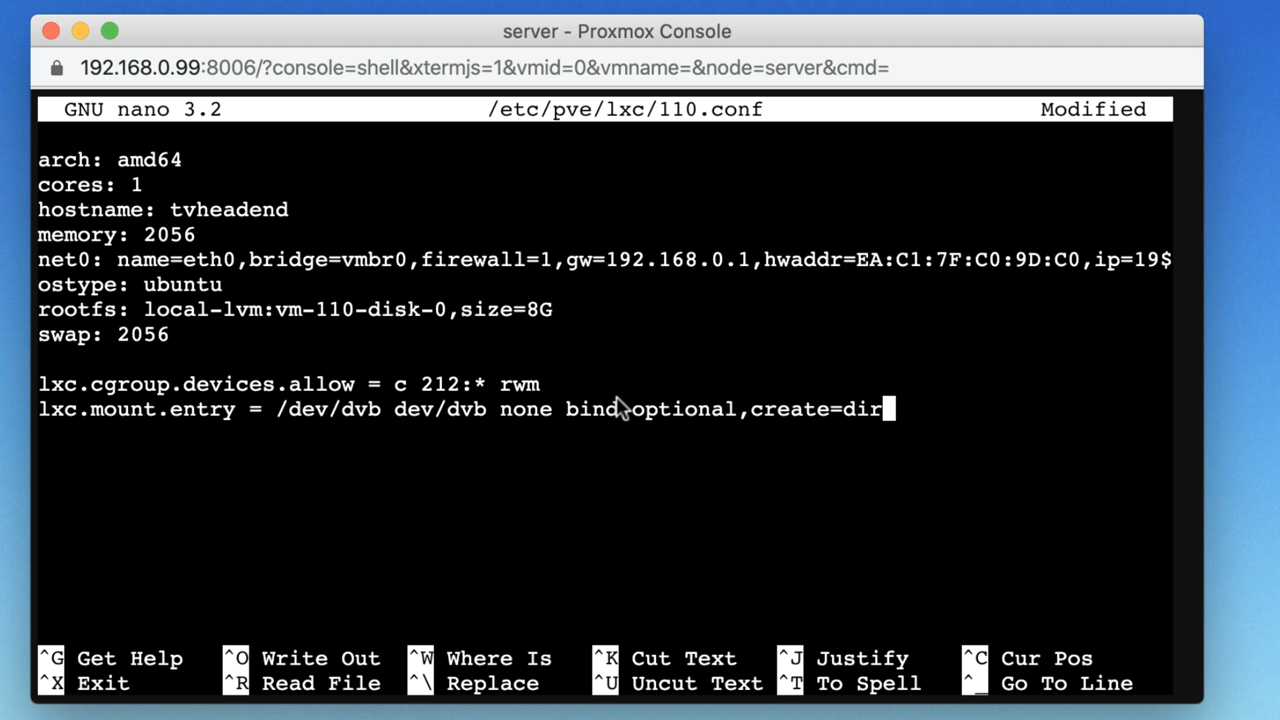 server - Proxmox Console
192.168.0.99:8006/?console=shell&xtermjs=1&vmid=0&vmname=&node=server&cmd=
GNU nano 3.2 /etc/pve/lxc/110.conf Modified
arch: amd64
cores: 1
hostname: tvheadend
memory: 2056
net0: name=eth0,bridge=vmbr0,firewall=1,gw=192.168.0.1,hwaddr=EA:C1:7F:C0:9D:C0,ip=19$
ostype: ubuntu
rootfs: local-lvm:vm-110-disk-0,size=8G
swap: 2056
lxc.cgroup.devices.allow = c 212:* rwm
lxc.mount.entry = /dev/dvb dev/dvb none bind,optional,create=dir
^G Get Help ^O Write Out ^W Where Is ^K Cut Text ^J Justify ^C Cur Pos
^X Exit ^R Read File ^\ Replace ^U Uncut Text ^T To Spell ^_ Go To Line